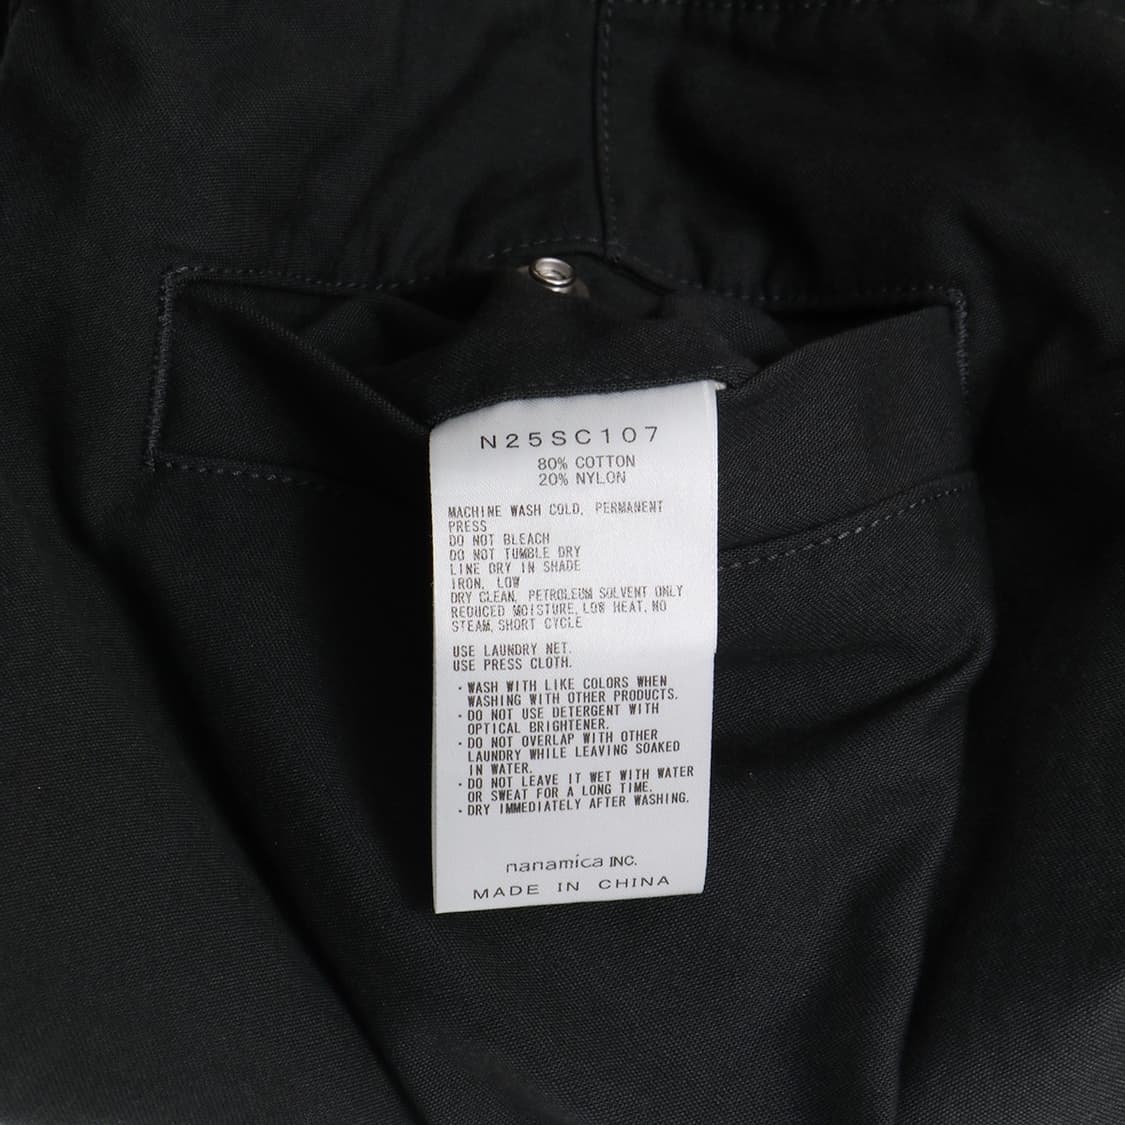 N25SC107
80% COTTON
20% NYLON
MACHINE WASH COLD, PERMANENT
PRESS
DO NOT BLEACH
DO NOT TUMBLE DRY
LINE DRY IN SHADE
IRON, LOW
DRY CLEAN, PETROLEUM SOLVENT ONLY
REDUCED MOISTURE, LOW HEAT, NO
STEAM, SHORT CYCLE
USE LAUNDRY NET.
USE PRESS CLOTH.
・WASH WITH LIKE COLORS WHEN
WASHING WITH OTHER PRODUCTS.
・DO NOT USE DETERGENT WITH
OPTICAL BRIGHTENER.
・DO NOT OVERLAP WITH OTHER
LAUNDRY WHILE LEAVING SOAKED
IN WATER.
・DO NOT LEAVE IT WET WITH WATER
OR SWEAT FOR A LONG TIME.
・DRY IMMEDIATELY AFTER WASHING.
nanamica INC.
MADE IN CHINA